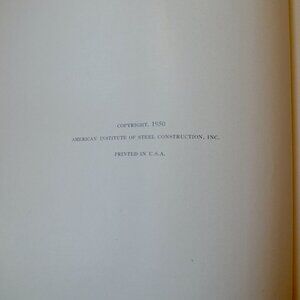 COPYRIGHT, 1950
AMERICAN INSTITUTE OF STEEL CONSTRUCTION, INC.
PRINTED IN U.S.A.